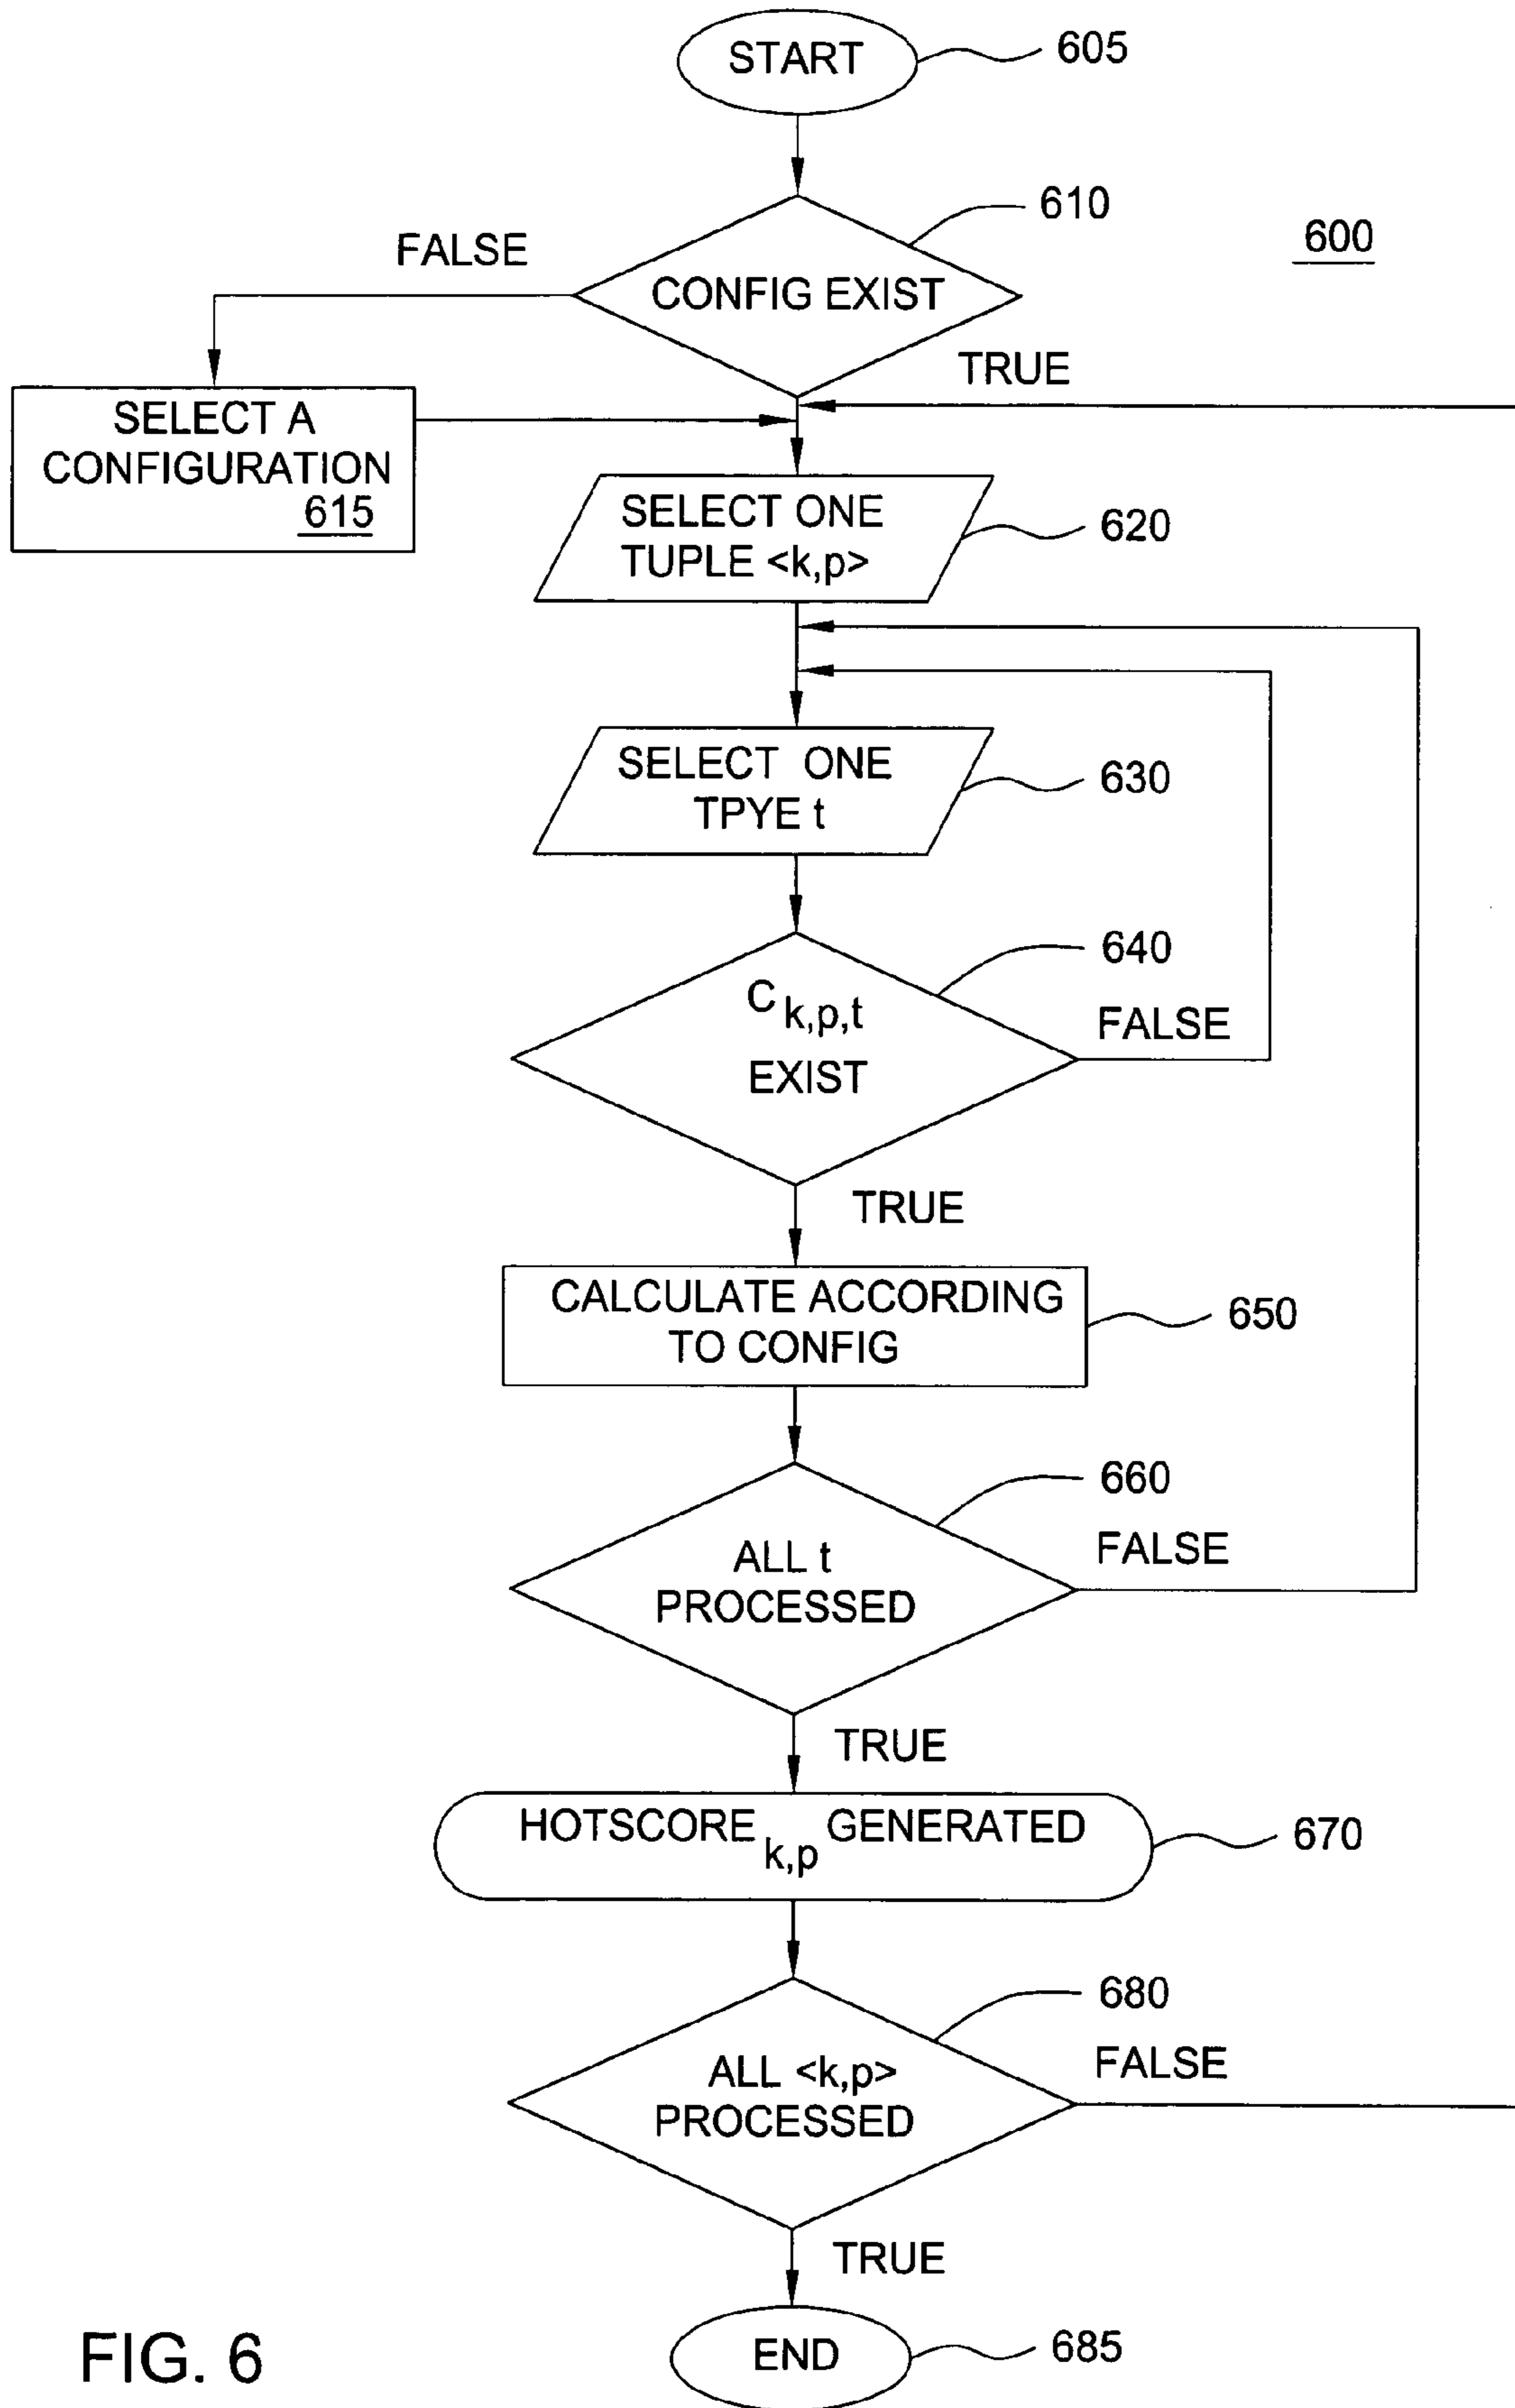 START
605
610
600
FALSE
CONFIG EXIST
TRUE
SELECT A
CONFIGURATION
615
SELECT ONE
TUPLE <k,p>
620
SELECT ONE
TPYE t
630
640
C k,p,t
EXIST
FALSE
TRUE
CALCULATE ACCORDING
TO CONFIG
650
660
ALL t
PROCESSED
FALSE
TRUE
HOTSCORE k,p GENERATED
670
680
ALL <k,p>
PROCESSED
FALSE
TRUE
END
685
FIG. 6